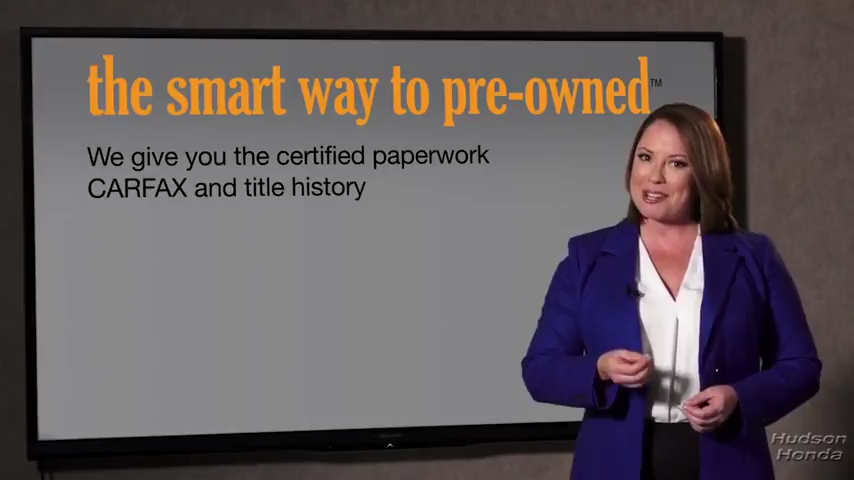 the smart way to pre-owned™
We give you the certified paperwork
CARFAX and title history
Hudson
Honda